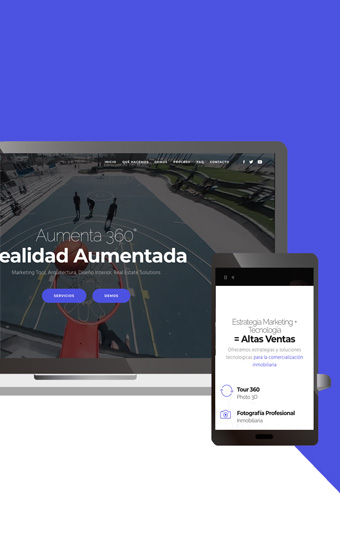 INICIO QUÉ HACEMOS DEMOS PRECIOS FAQ CONTACTO
Aumenta 360°
ealidad Aumentada
Marketing Tools, Arquitectura, Diseño Interior, Real Estate Solutions
SERVICIOS DEMOS
Estrategia Marketing +
Tecnología
= Altas Ventas
Ofrecemos estrategias y soluciones
tecnológicas para la comercialización
inmobiliaria
Tour 360
Photo 3D
Fotografía Profesional
Inmobiliaria